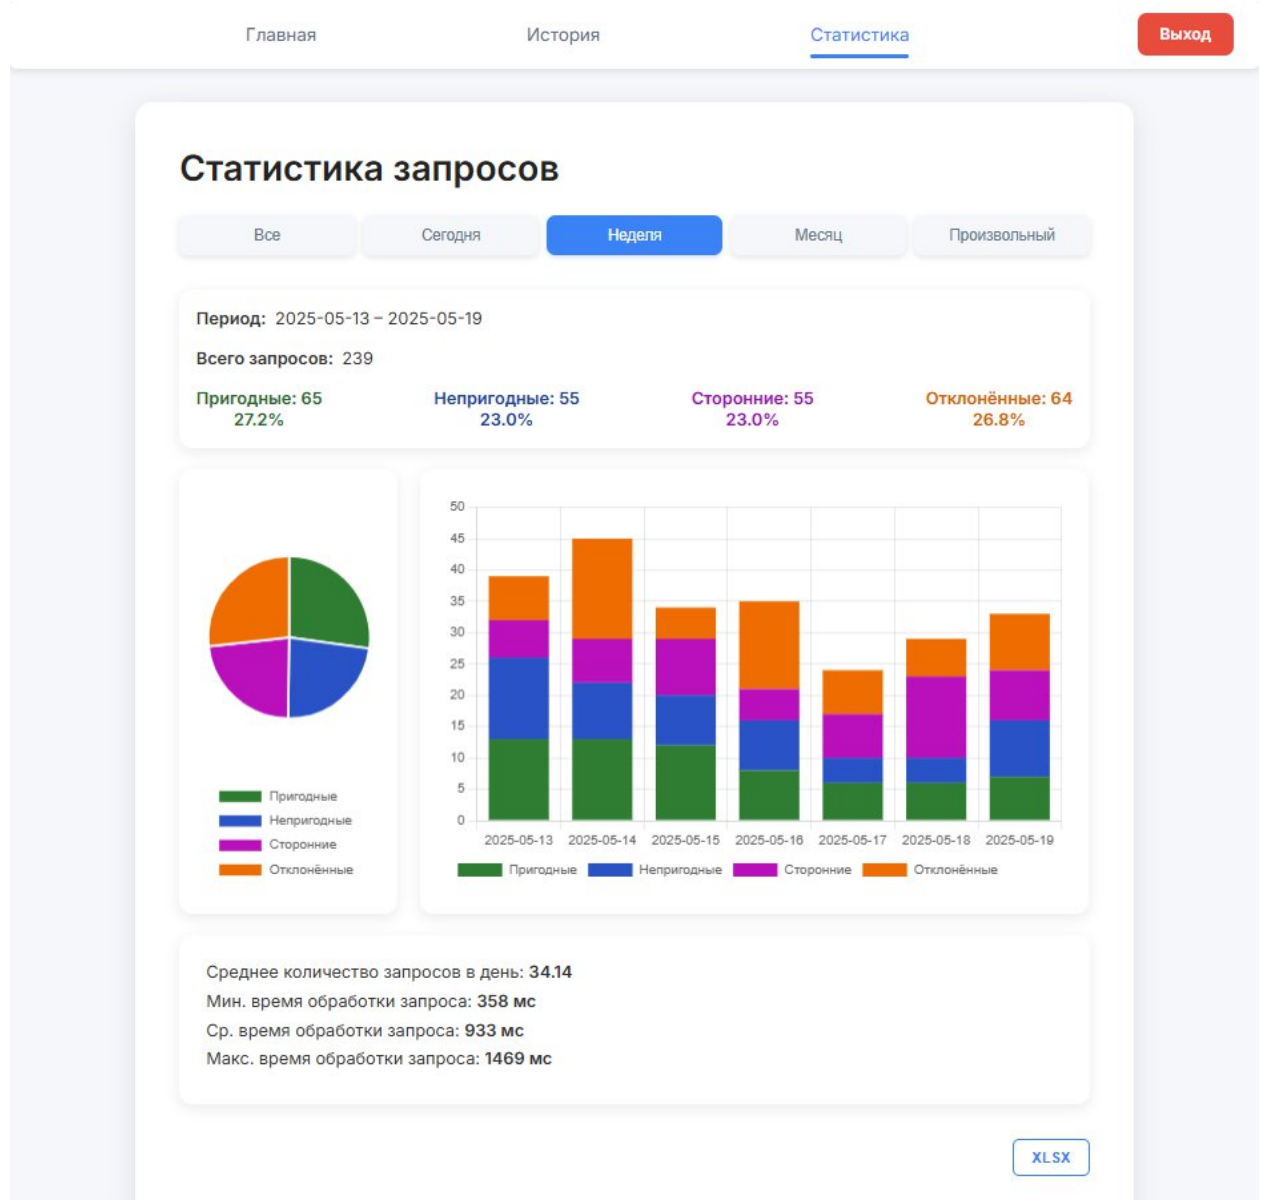 Главная История Статистика Выход
Статистика запросов
Все Сегодня Неделя Месяц Произвольный
Период: 2025-05-13 – 2025-05-19
Всего запросов: 239
Пригодные: 65 Непригодные: 55 Сторонние: 55 Отклонённые: 64
27.2% 23.0% 23.0% 26.8%
Пригодные
Непригодные
Сторонние
Отклонённые
50
45
40
35
30
25
20
15
10
5
0
2025-05-13 2025-05-14 2025-05-15 2025-05-16 2025-05-17 2025-05-18 2025-05-19
Пригодные Непригодные Сторонние Отклонённые
Среднее количество запросов в день: 34.14
Мин. время обработки запроса: 358 мс
Ср. время обработки запроса: 933 мс
Макс. время обработки запроса: 1469 мс
XLSX